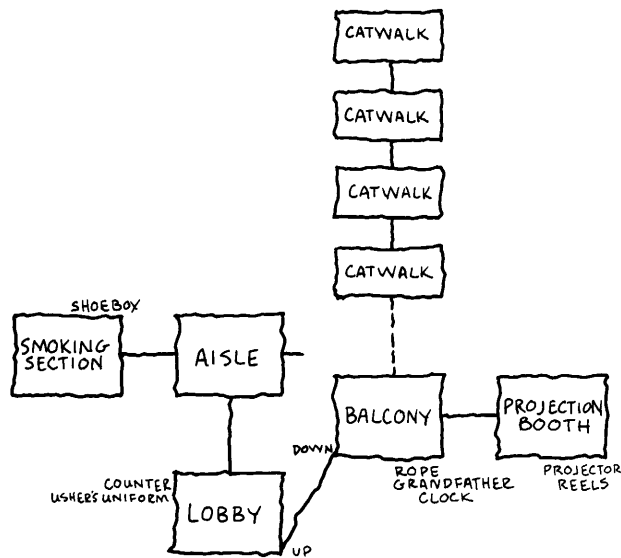 CATWALK
CATWALK
CATWALK
CATWALK
SHOEBOX
SMOKING
SECTION
AISLE
BALCONY
PROJECTION
BOOTH
DOWN
ROPE
GRANDFATHER
CLOCK
PROJECTOR
REELS
COUNTER
USHER'S UNIFORM
LOBBY
UP